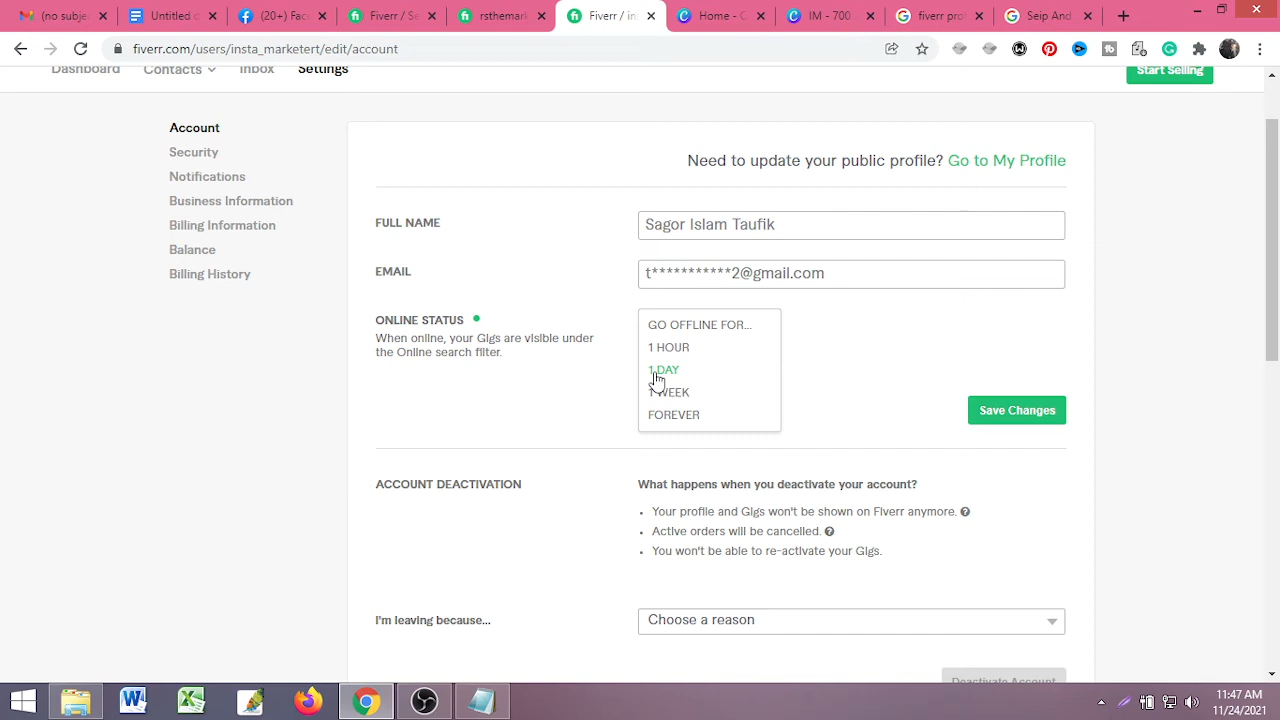 (no subje
Untitled d
(20+) Fac
Fiverr / Se
rsthemark
Fiverr / in
Home - C
IM - 700
fiverr pro
Seip And
fiverr.com/users/insta_marketert/edit/account
Dashboard
Contacts
Inbox
Settings
Start Selling
Account
Security
Notifications
Business Information
Billing Information
Balance
Billing History
Need to update your public profile? Go to My Profile
FULL NAME
Sagor Islam Taufik
EMAIL
t***********2@gmail.com
ONLINE STATUS
When online, your Gigs are visible under
the Online search filter.
GO OFFLINE FOR...
1 HOUR
1 DAY
1 WEEK
FOREVER
Save Changes
ACCOUNT DEACTIVATION
What happens when you deactivate your account?
Your profile and Gigs won't be shown on Fiverr anymore.
Active orders will be cancelled.
You won't be able to re-activate your Gigs.
I'm leaving because...
Choose a reason
Deactivate Account
11:47 AM
11/24/2021